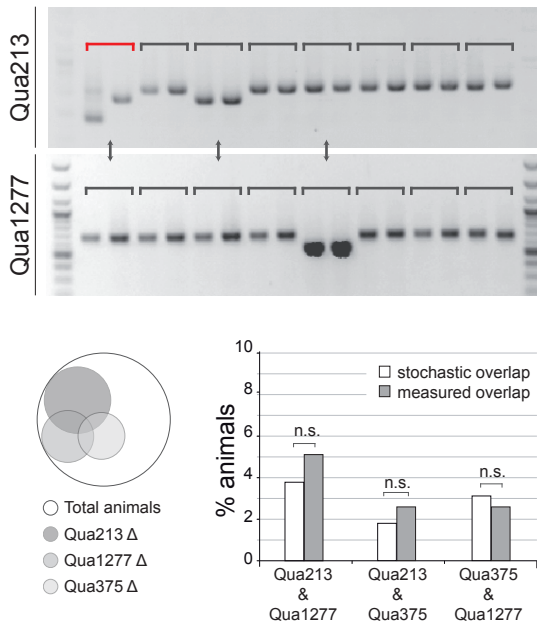 Qua213
Qua1277
Total animals
Qua213 Δ
Qua1277 Δ
Qua375 Δ
% animals
10
8
6
4
2
0
stochastic overlap
measured overlap
n.s.
n.s.
n.s.
Qua213
&
Qua1277
Qua213
&
Qua375
Qua375
&
Qua1277